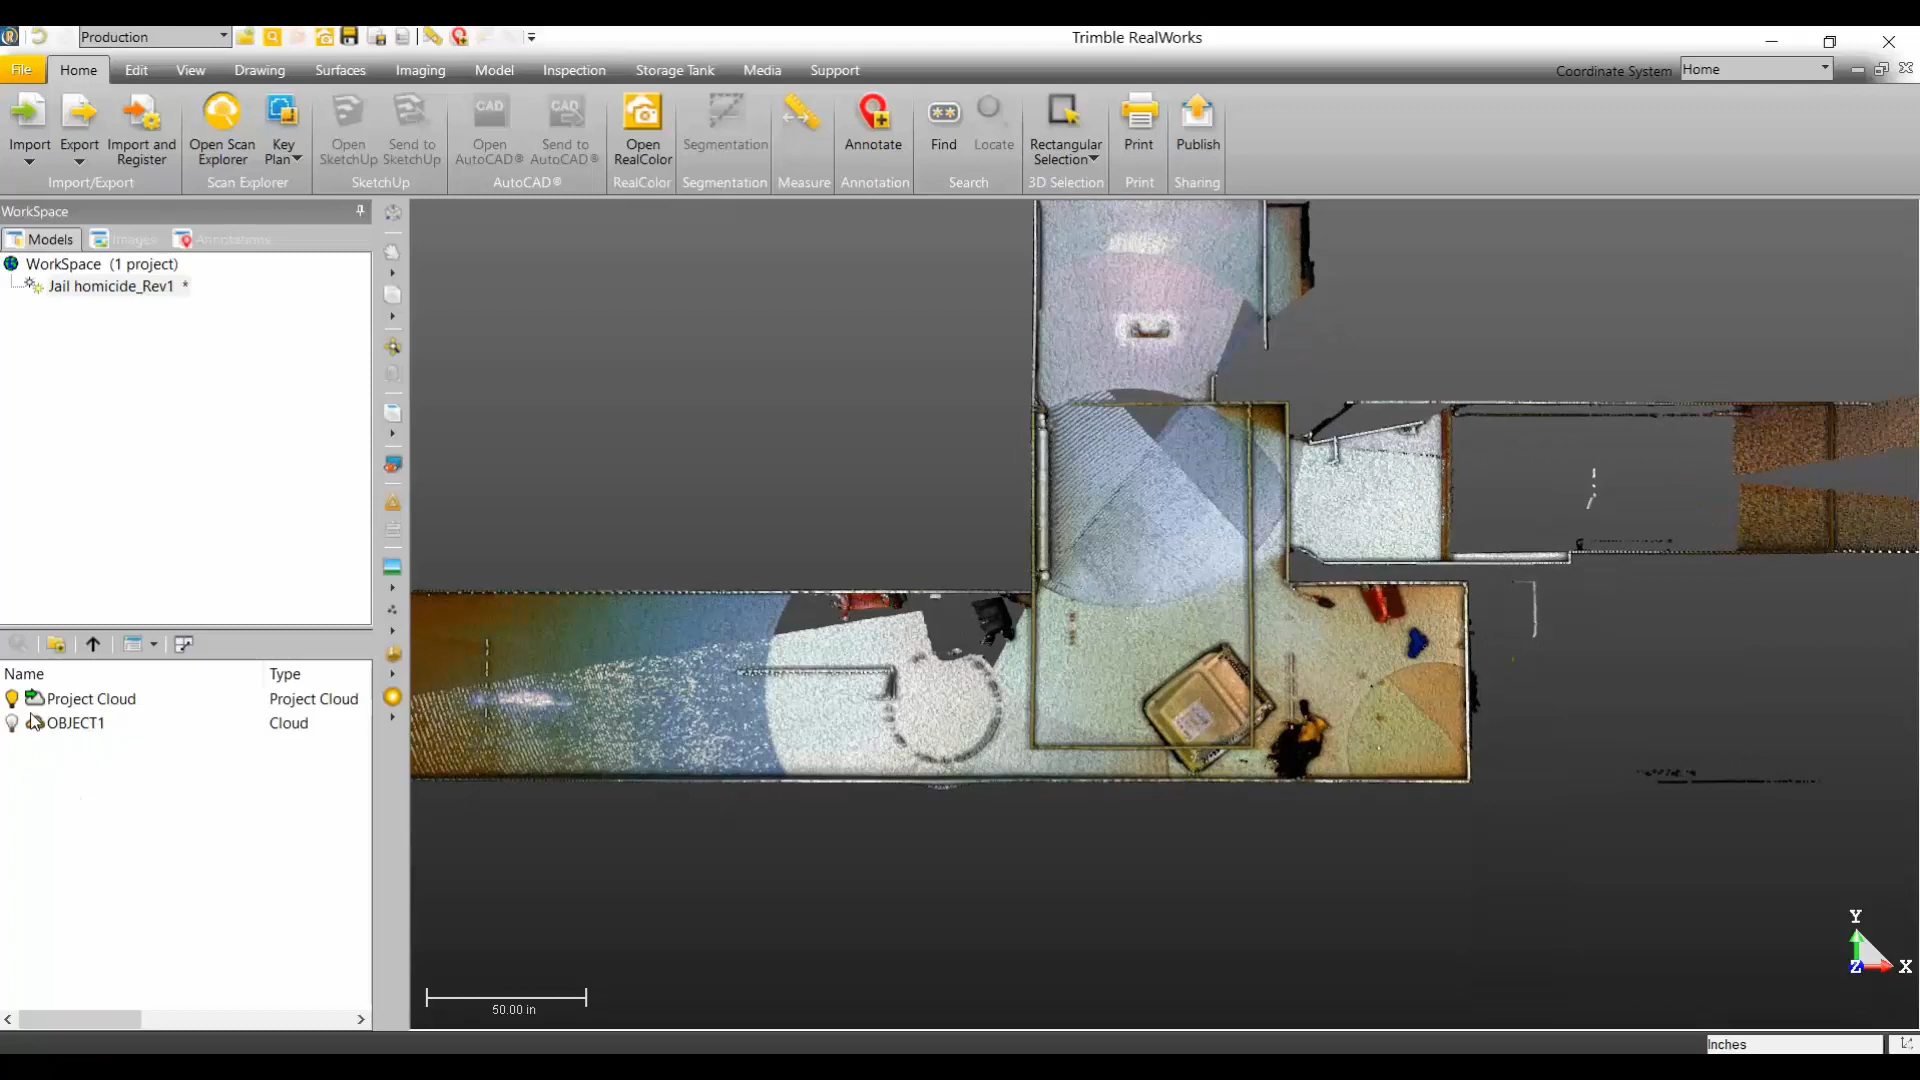 Production
Trimble RealWorks
File
Home
Edit
View
Drawing
Surfaces
Imaging
Model
Inspection
Storage Tank
Media
Support
Coordinate System
Home
Import
Export
Import and Register
Open Scan Explorer
Key Plan
Open SketchUp
Send to SketchUp
CAD
Open AutoCAD®
CAD
Send to AutoCAD®
Open RealColor
Segmentation
Annotate
Find
Locate
Rectangular Selection
Print
Publish
Import/Export
Scan Explorer
SketchUp
AutoCAD®
RealColor
Segmentation
Measure
Annotation
Search
3D Selection
Print
Sharing
WorkSpace
Models
Images
Annotations
WorkSpace (1 project)
Jail homicide_Rev1 *
Name
Type
Project Cloud
Project Cloud
OBJECT1
Cloud
50.00 in
Y
Z
X
Inches